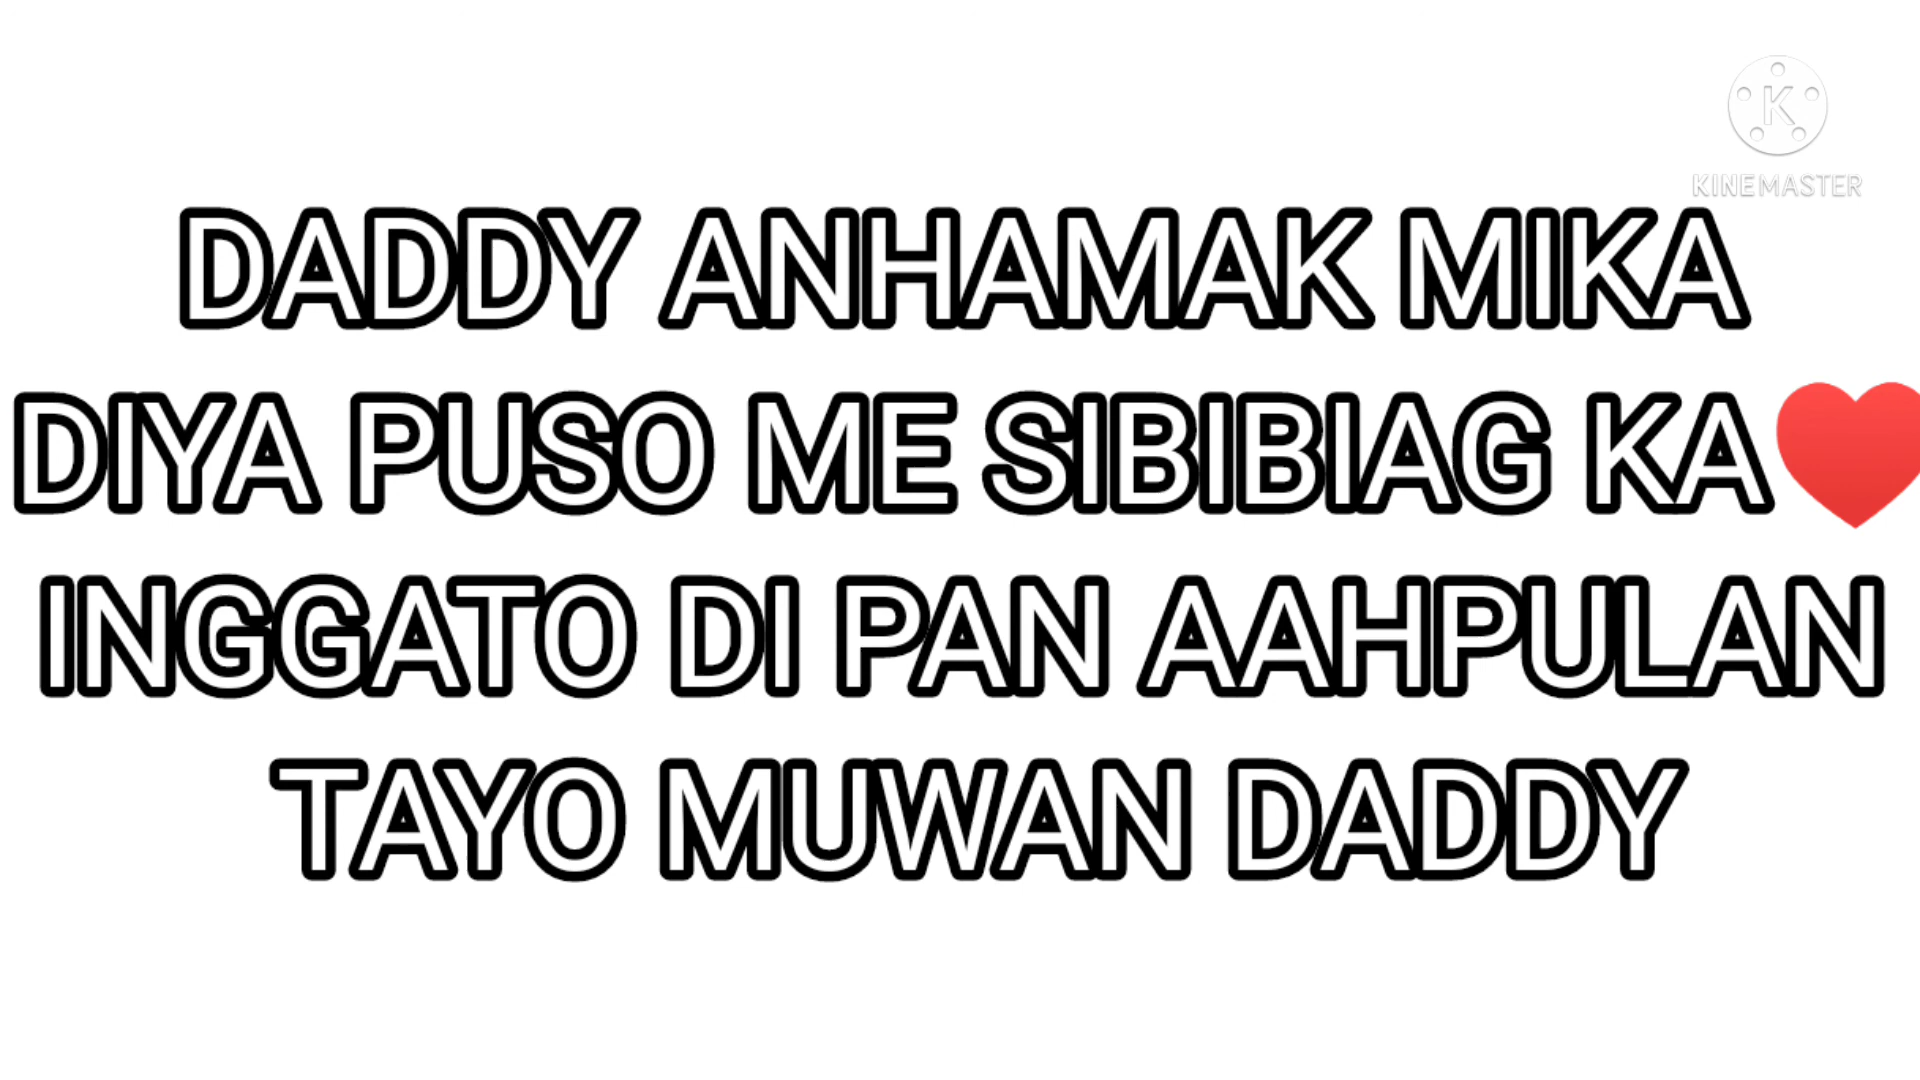 KINEMASTER
DADDY ANHAMAK MIKA
DIYA PUSO ME SIBIBIAG KA❤
INGGATO DI PAN AAHPULAN
TAYO MUWAN DADDY